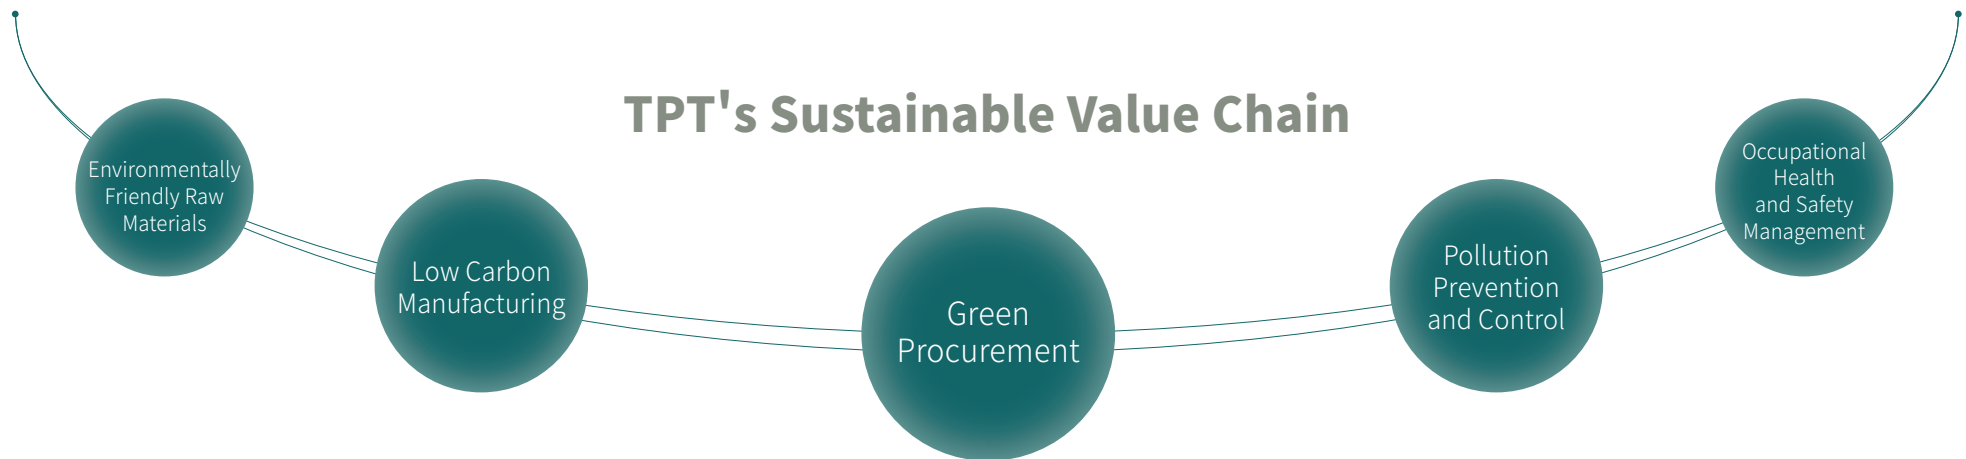 TPT's Sustainable Value Chain
Environmentally
Friendly Raw
Materials
Low Carbon
Manufacturing
Green
Procurement
Pollution
Prevention
and Control
Occupational
Health
and Safety
Management